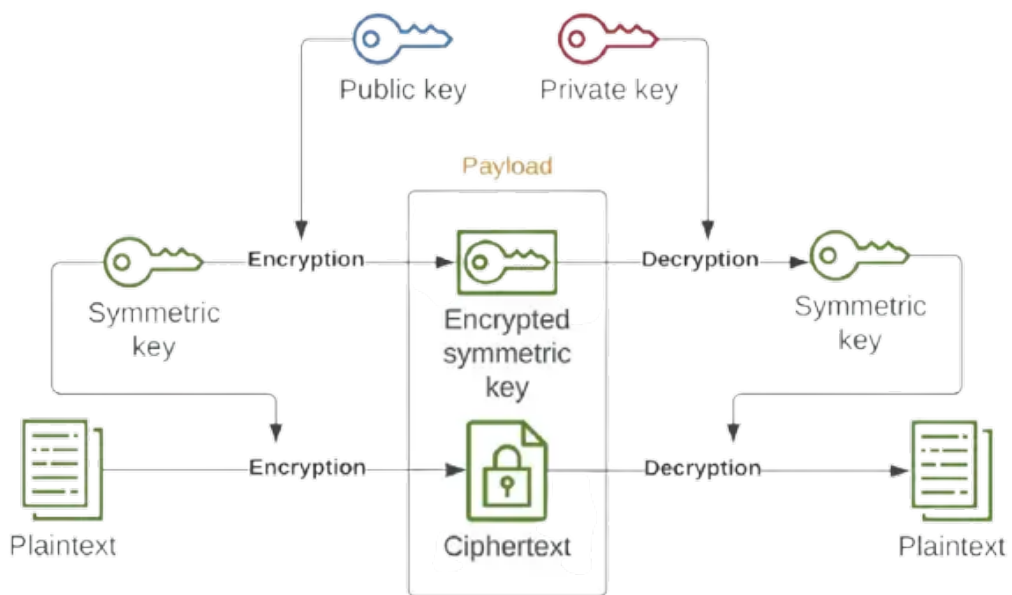 Public key
Private key
Payload
Encryption
Decryption
Symmetric
key
Encrypted
symmetric
key
Symmetric
key
Encryption
Decryption
Plaintext
Ciphertext
Plaintext